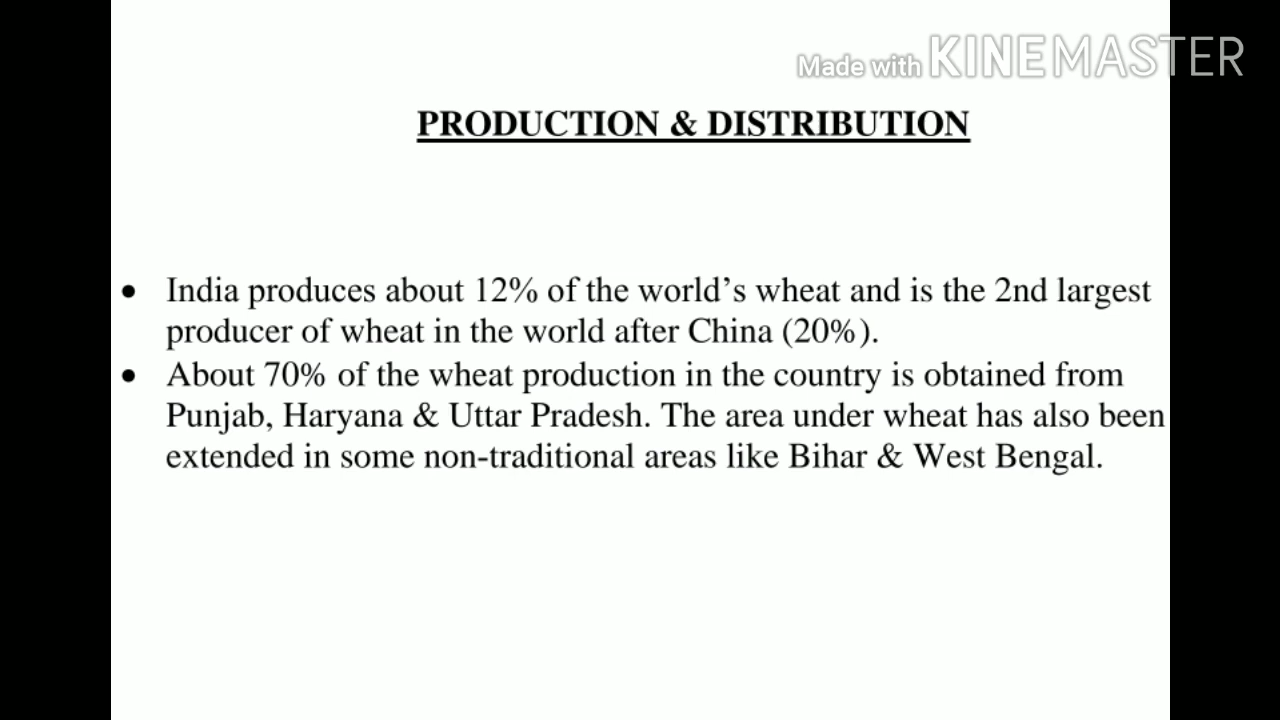 Made with KINEMASTER
PRODUCTION & DISTRIBUTION
• India produces about 12% of the world’s wheat and is the 2nd largest
producer of wheat in the world after China (20%).
• About 70% of the wheat production in the country is obtained from
Punjab, Haryana & Uttar Pradesh. The area under wheat has also been
extended in some non-traditional areas like Bihar & West Bengal.